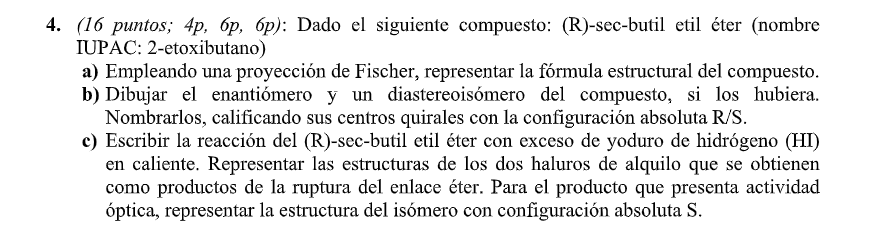 4. (16 puntos; 4p, 6p, 6p): Dado el siguiente compuesto: (R)-sec-butil etil éter (nombre
IUPAC: 2-etoxibutano)
a) Empleando una proyección de Fischer, representar la fórmula estructural del compuesto.
b) Dibujar el enantiómero y un diastereoisómero del compuesto, si los hubiera.
Nombrarlos, calificando sus centros quirales con la configuración absoluta R/S.
c) Escribir la reacción del (R)-sec-butil etil éter con exceso de yoduro de hidrógeno (HI)
en caliente. Representar las estructuras de los dos haluros de alquilo que se obtienen
como productos de la ruptura del enlace éter. Para el producto que presenta actividad
óptica, representar la estructura del isómero con configuración absoluta S.